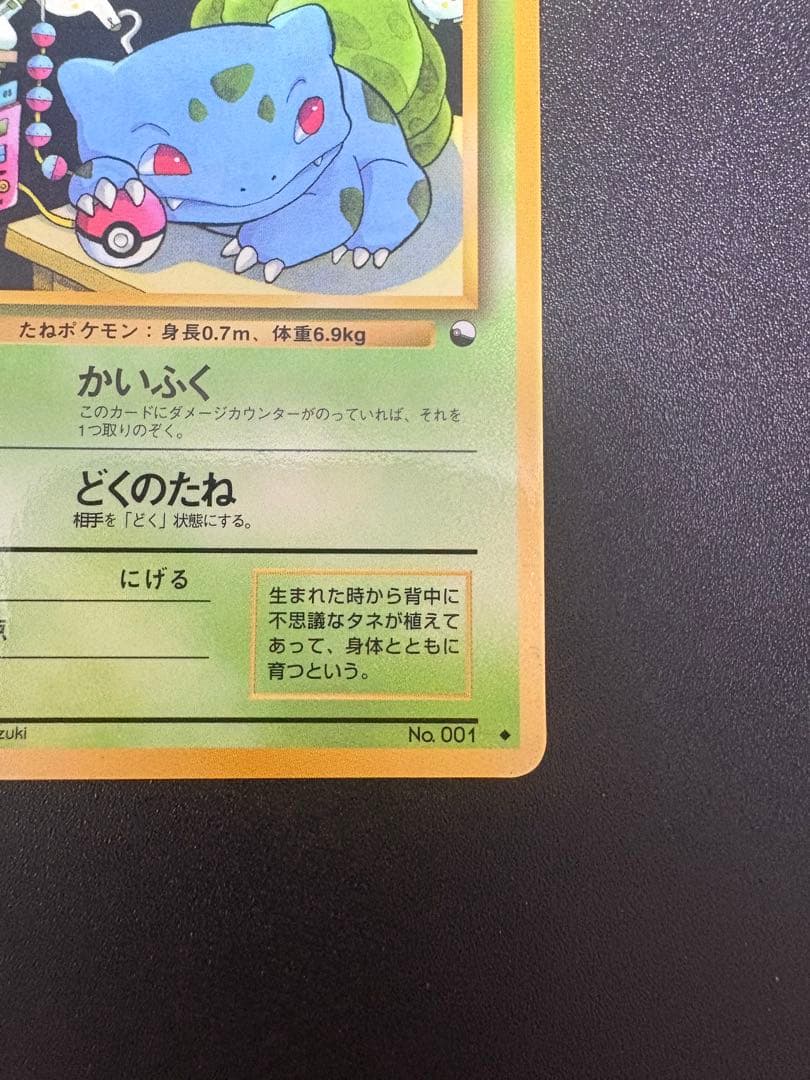 たねポケモン：身長0.7m、体重6.9kg
かいふく
このカードにダメージカウンターがのっていれば、それを
1つ取りのぞく。
どくのたね
相手を「どく」状態にする。
にげる
生まれた時から背中に
不思議なタネが植えて
あって、身体とともに
育つという。
zuki
No. 001 ◆